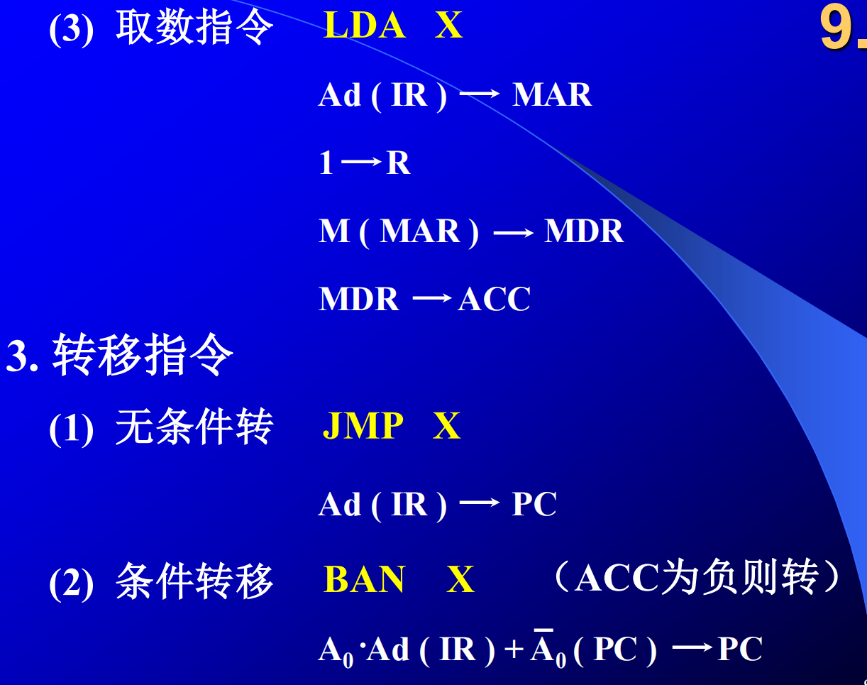 (3) 取数指令 LDA X 9.
Ad ( IR ) → MAR
1 → R
M ( MAR ) → MDR
MDR → ACC
3. 转移指令
(1) 无条件转 JMP X
Ad ( IR ) → PC
(2) 条件转移 BAN X （ACC为负则转）
A₀·Ad ( IR ) + A̅₀ ( PC ) → PC